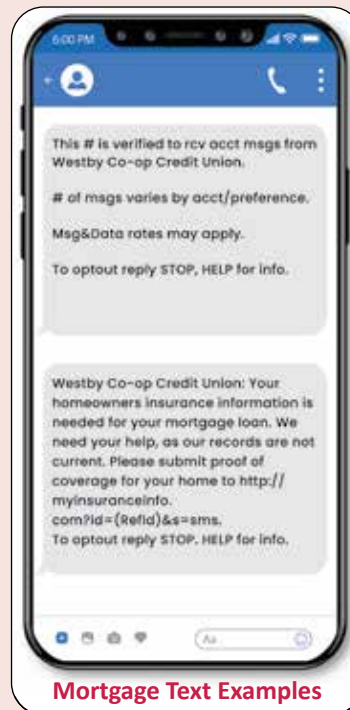 6:00 PM
This # is verified to rcv acct msgs from
Westby Co-op Credit Union.
# of msgs varies by acct/preference.
Msg&Data rates may apply.
To optout reply STOP, HELP for info.
Westby Co-op Credit Union: Your
homeowners insurance information is
needed for your mortgage loan. We
need your help, as our records are not
current. Please submit proof of
coverage for your home to http://
myinsuranceinfo.
com?id=(RefId)&s=sms.
To optout reply STOP, HELP for info.
Aa
Mortgage Text Examples